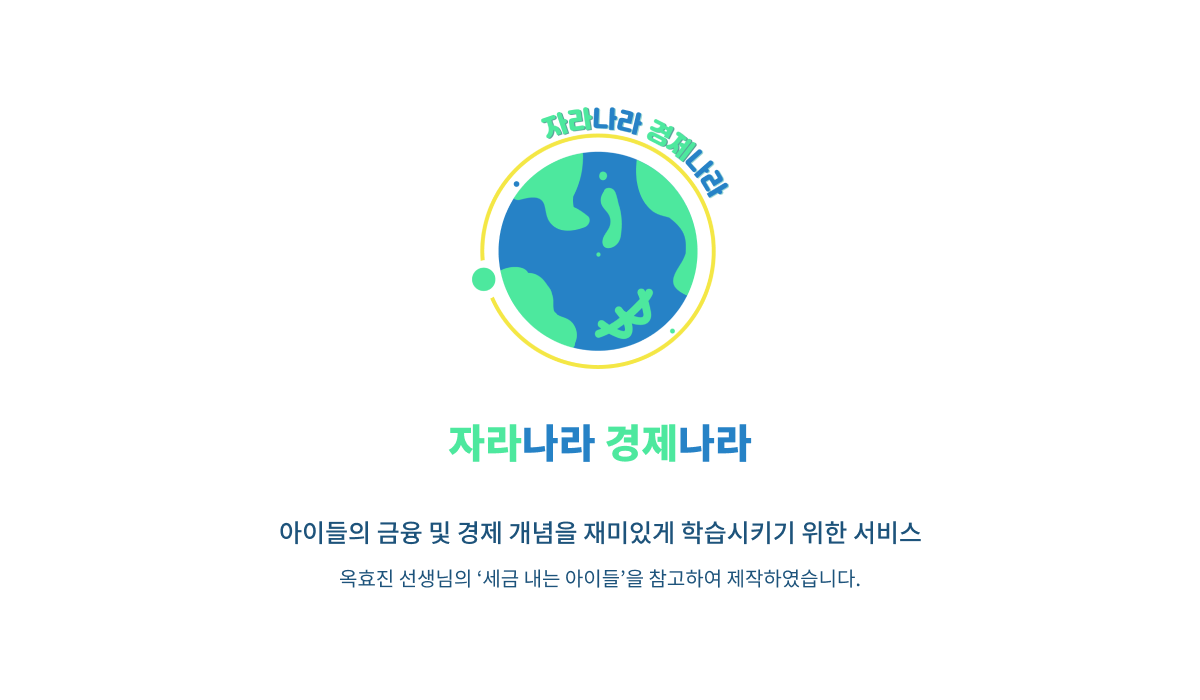 자라나라 경제나라
자라나라 경제나라
아이들의 금융 및 경제 개념을 재미있게 학습시키기 위한 서비스
옥효진 선생님의 ‘세금 내는 아이들’을 참고하여 제작하였습니다.